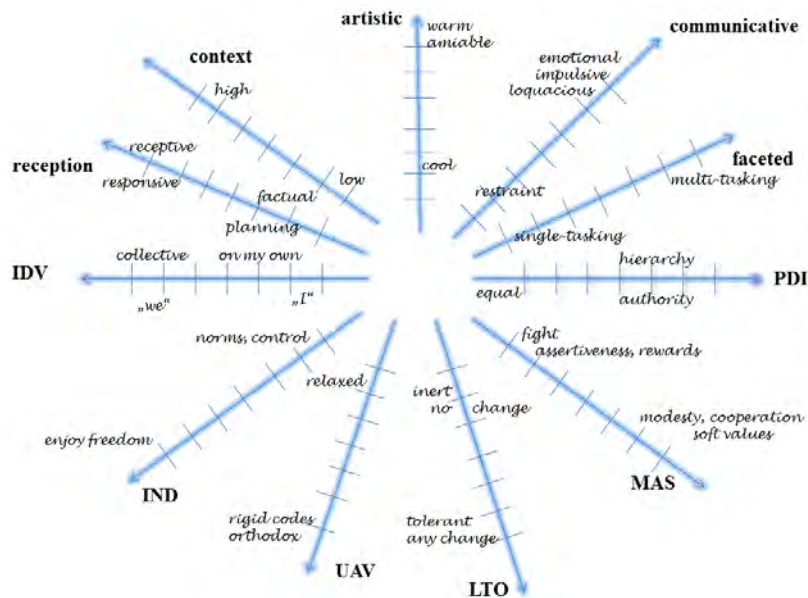 artistic
warm
amiable
cool
communicative
emotional
impulsive
loquacious
restraint
context
high
low
faceted
multi-tasking
single-tasking
reception
receptive
responsive
factual
planning
IDV
collective
on my own
„we“
„I“
PDI
hierarchy
equal
authority
norms, control
enjoy freedom
IND
relaxed
rigid codes
orthodox
UAV
inert
no change
tolerant
any change
LTO
fight
assertiveness, rewards
modesty, cooperation
soft values
MAS